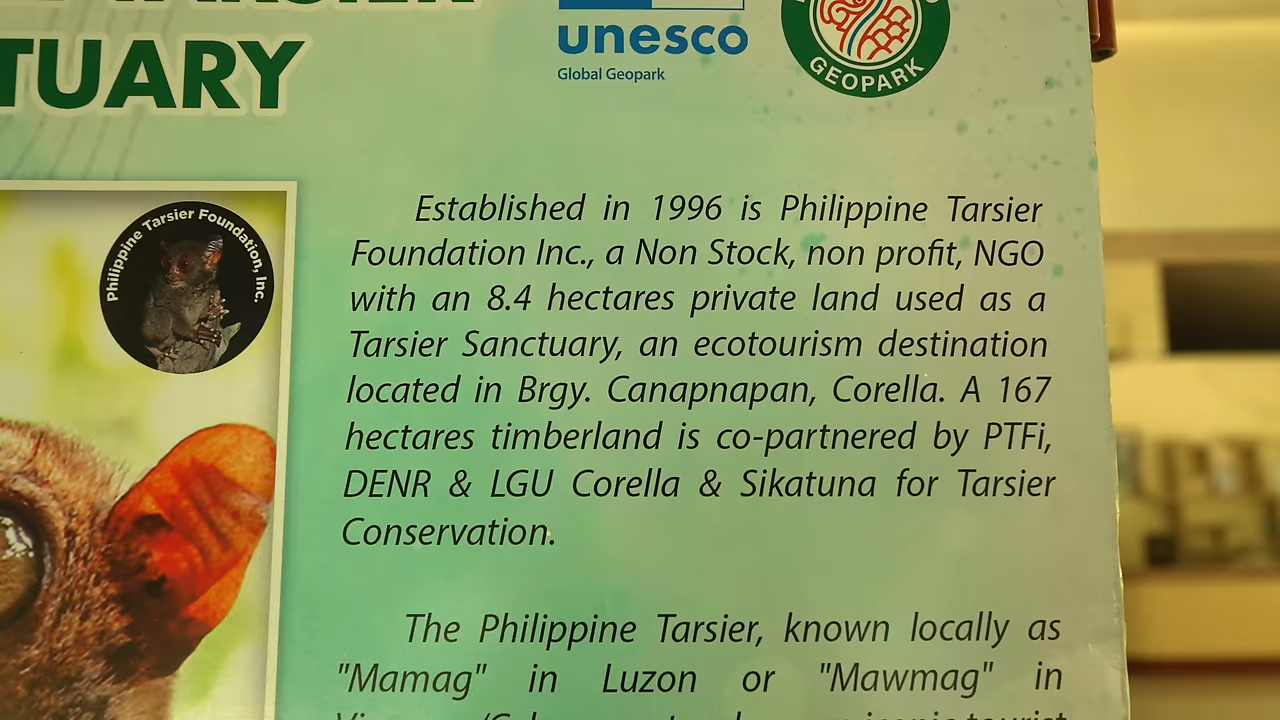 TUARY
unesco
Global Geopark
GEOPARK
Philippine Tarsier Foundation, Inc.
Established in 1996 is Philippine Tarsier
Foundation Inc., a Non Stock, non profit, NGO
with an 8.4 hectares private land used as a
Tarsier Sanctuary, an ecotourism destination
located in Brgy. Canapnapan, Corella. A 167
hectares timberland is co-partnered by PTFi,
DENR & LGU Corella & Sikatuna for Tarsier
Conservation.
The Philippine Tarsier, known locally as
"Mamag" in Luzon or "Mawmag" in